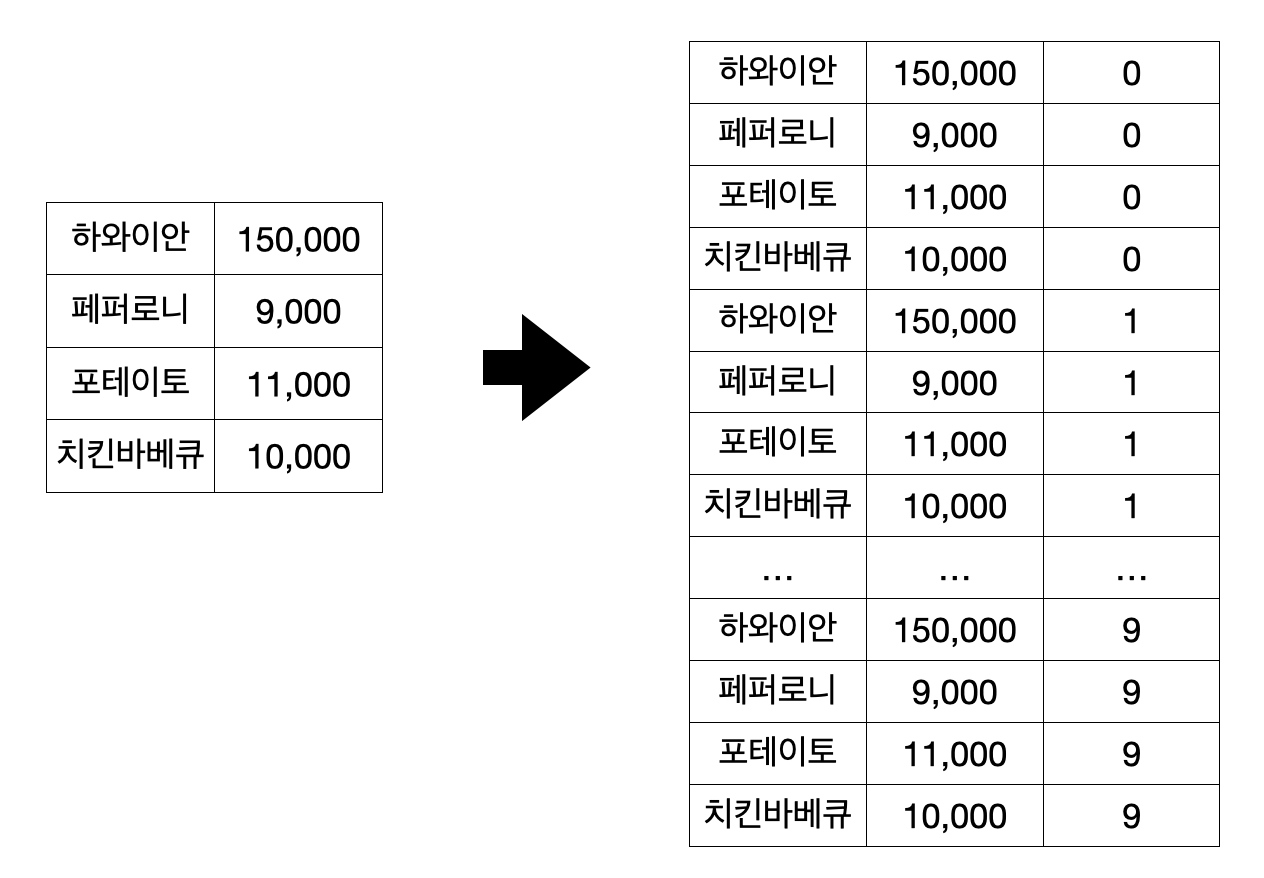 하와이안 150,000
페퍼로니 9,000
포테이토 11,000
치킨바베큐 10,000
하와이안 150,000 0
페퍼로니 9,000 0
포테이토 11,000 0
치킨바베큐 10,000 0
하와이안 150,000 1
페퍼로니 9,000 1
포테이토 11,000 1
치킨바베큐 10,000 1
... ... ...
하와이안 150,000 9
페퍼로니 9,000 9
포테이토 11,000 9
치킨바베큐 10,000 9